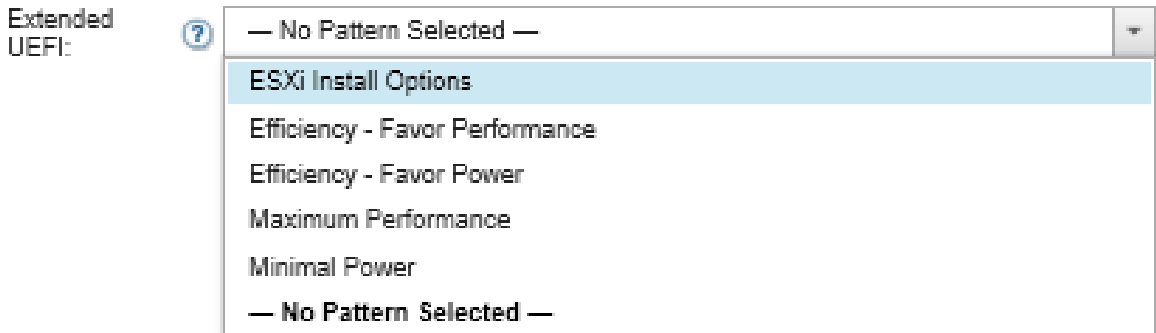 Extended
UEFI:
?
— No Pattern Selected —
ESXi Install Options
Efficiency - Favor Performance
Efficiency - Favor Power
Maximum Performance
Minimal Power
— No Pattern Selected —